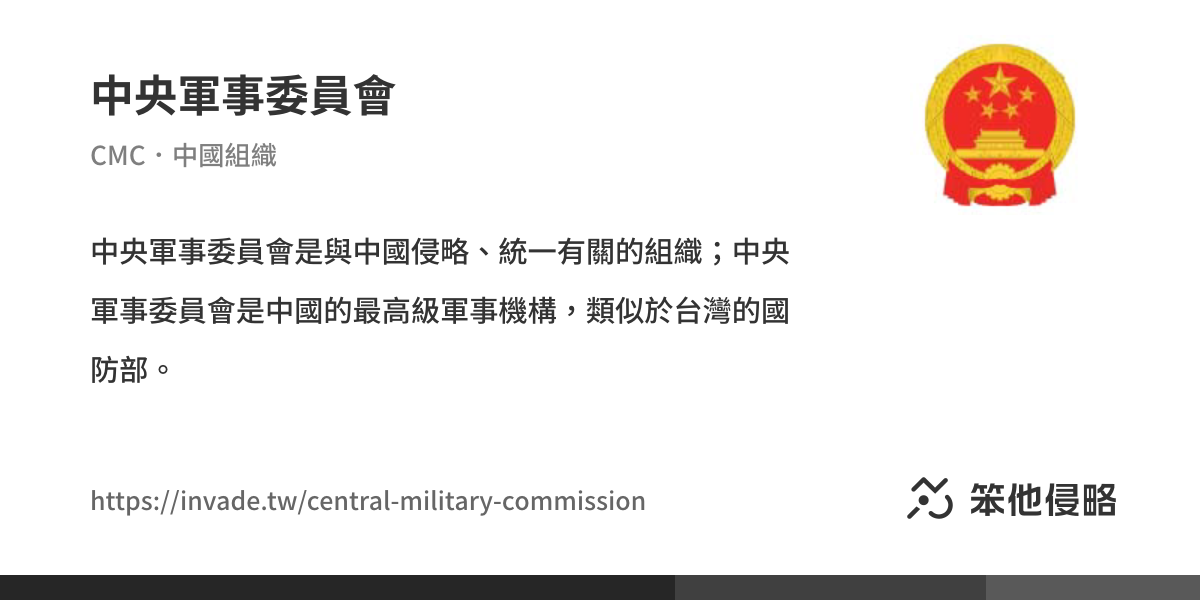 中央軍事委員會
CMC・中國組織
中央軍事委員會是與中國侵略、統一有關的組織；中央
軍事委員會是中國的最高級軍事機構，類似於台灣的國
防部。
https://invade.tw/central-military-commission
笨他侵略